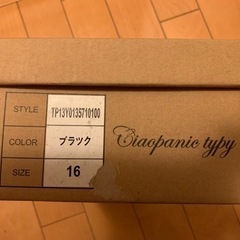 STYLE TP13Y0135710100
COLOR ブラック
SIZE 16
Ciaopanic typy